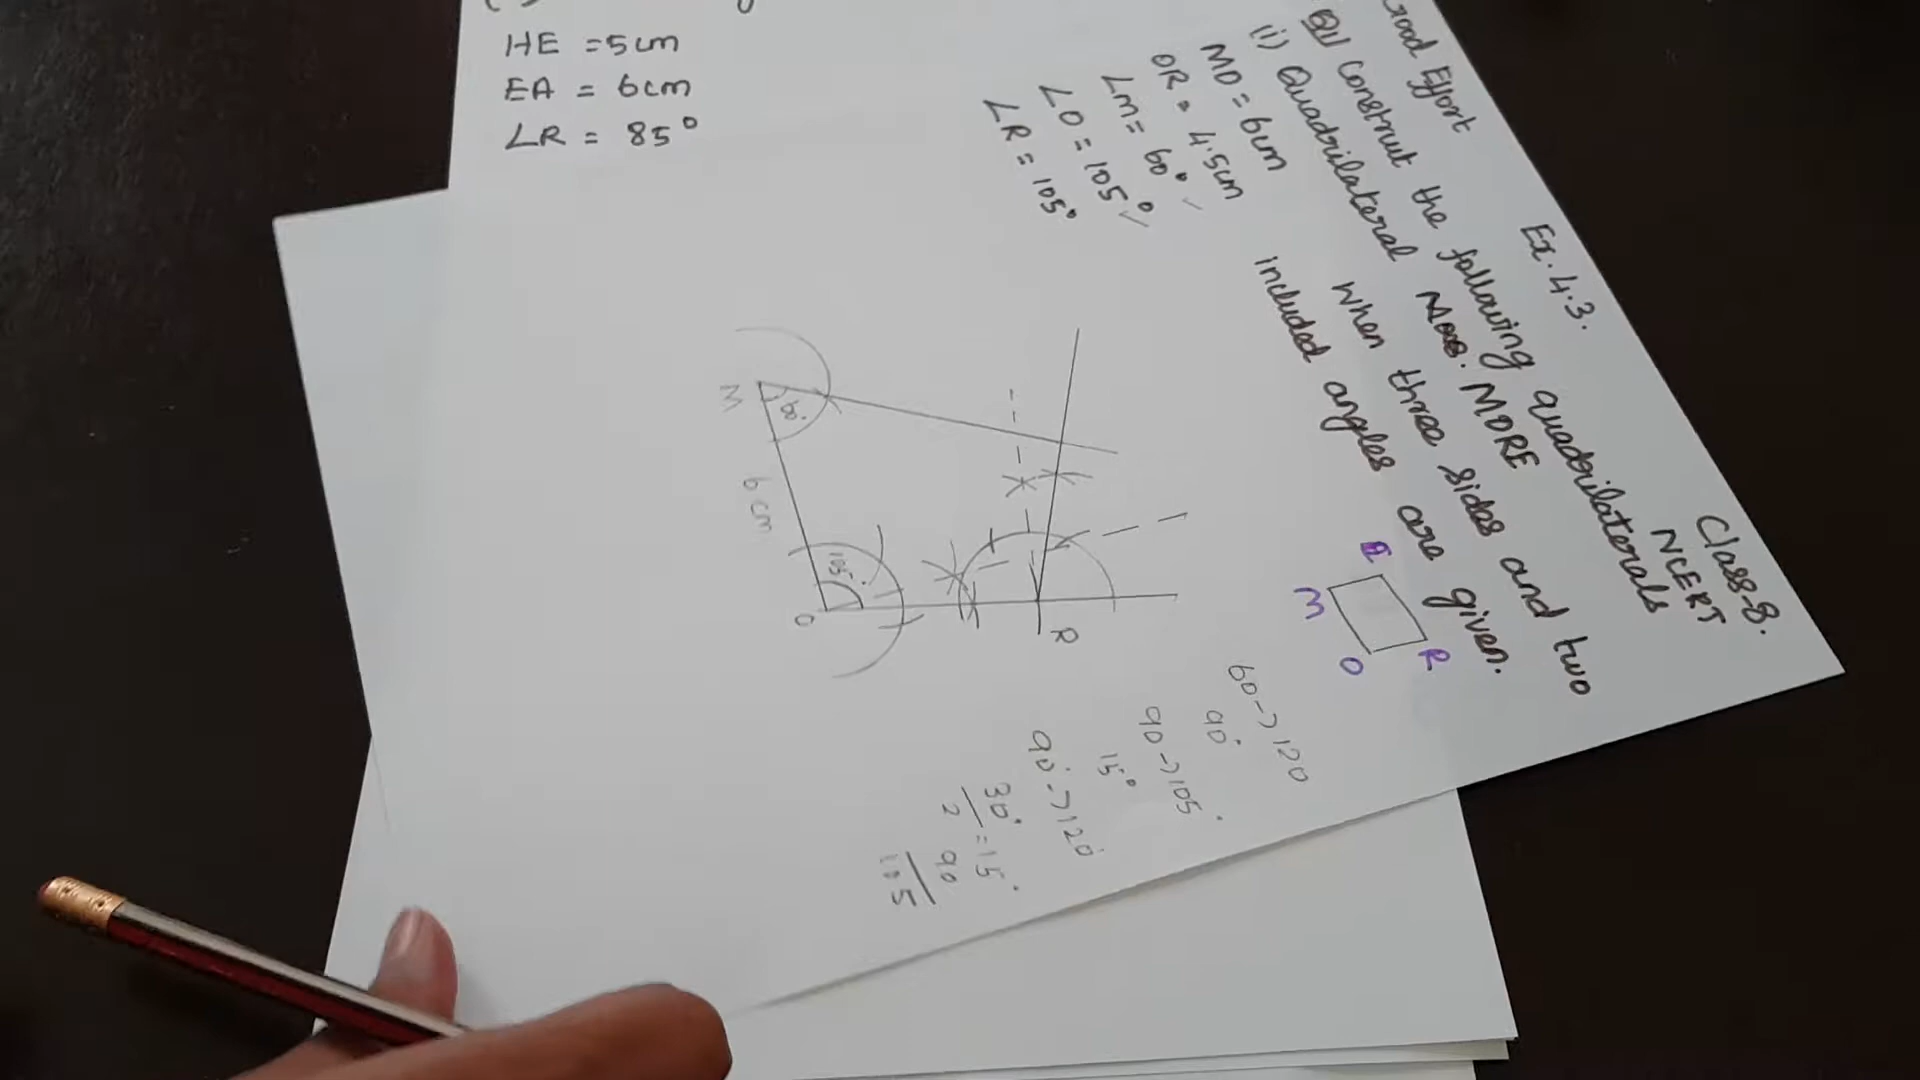 HE = 5cm
EA = 6cm
∠R = 85°
Class-8.
NCERT
Ex. 4.3.
Good Effort
Q1) Construct the following quadrilaterals
(i) Quadrilateral MORE
MO = 6cm
OR = 4.5cm
∠M = 60° ✓
∠O = 105° ✓
∠R = 105°
When three sides and two
included angles are given.
E
M
O
R
M
60°
6 cm
105°
O
R
60->120
90°
90->105°
15°
90°->120°
30°/2 = 15°
90
105